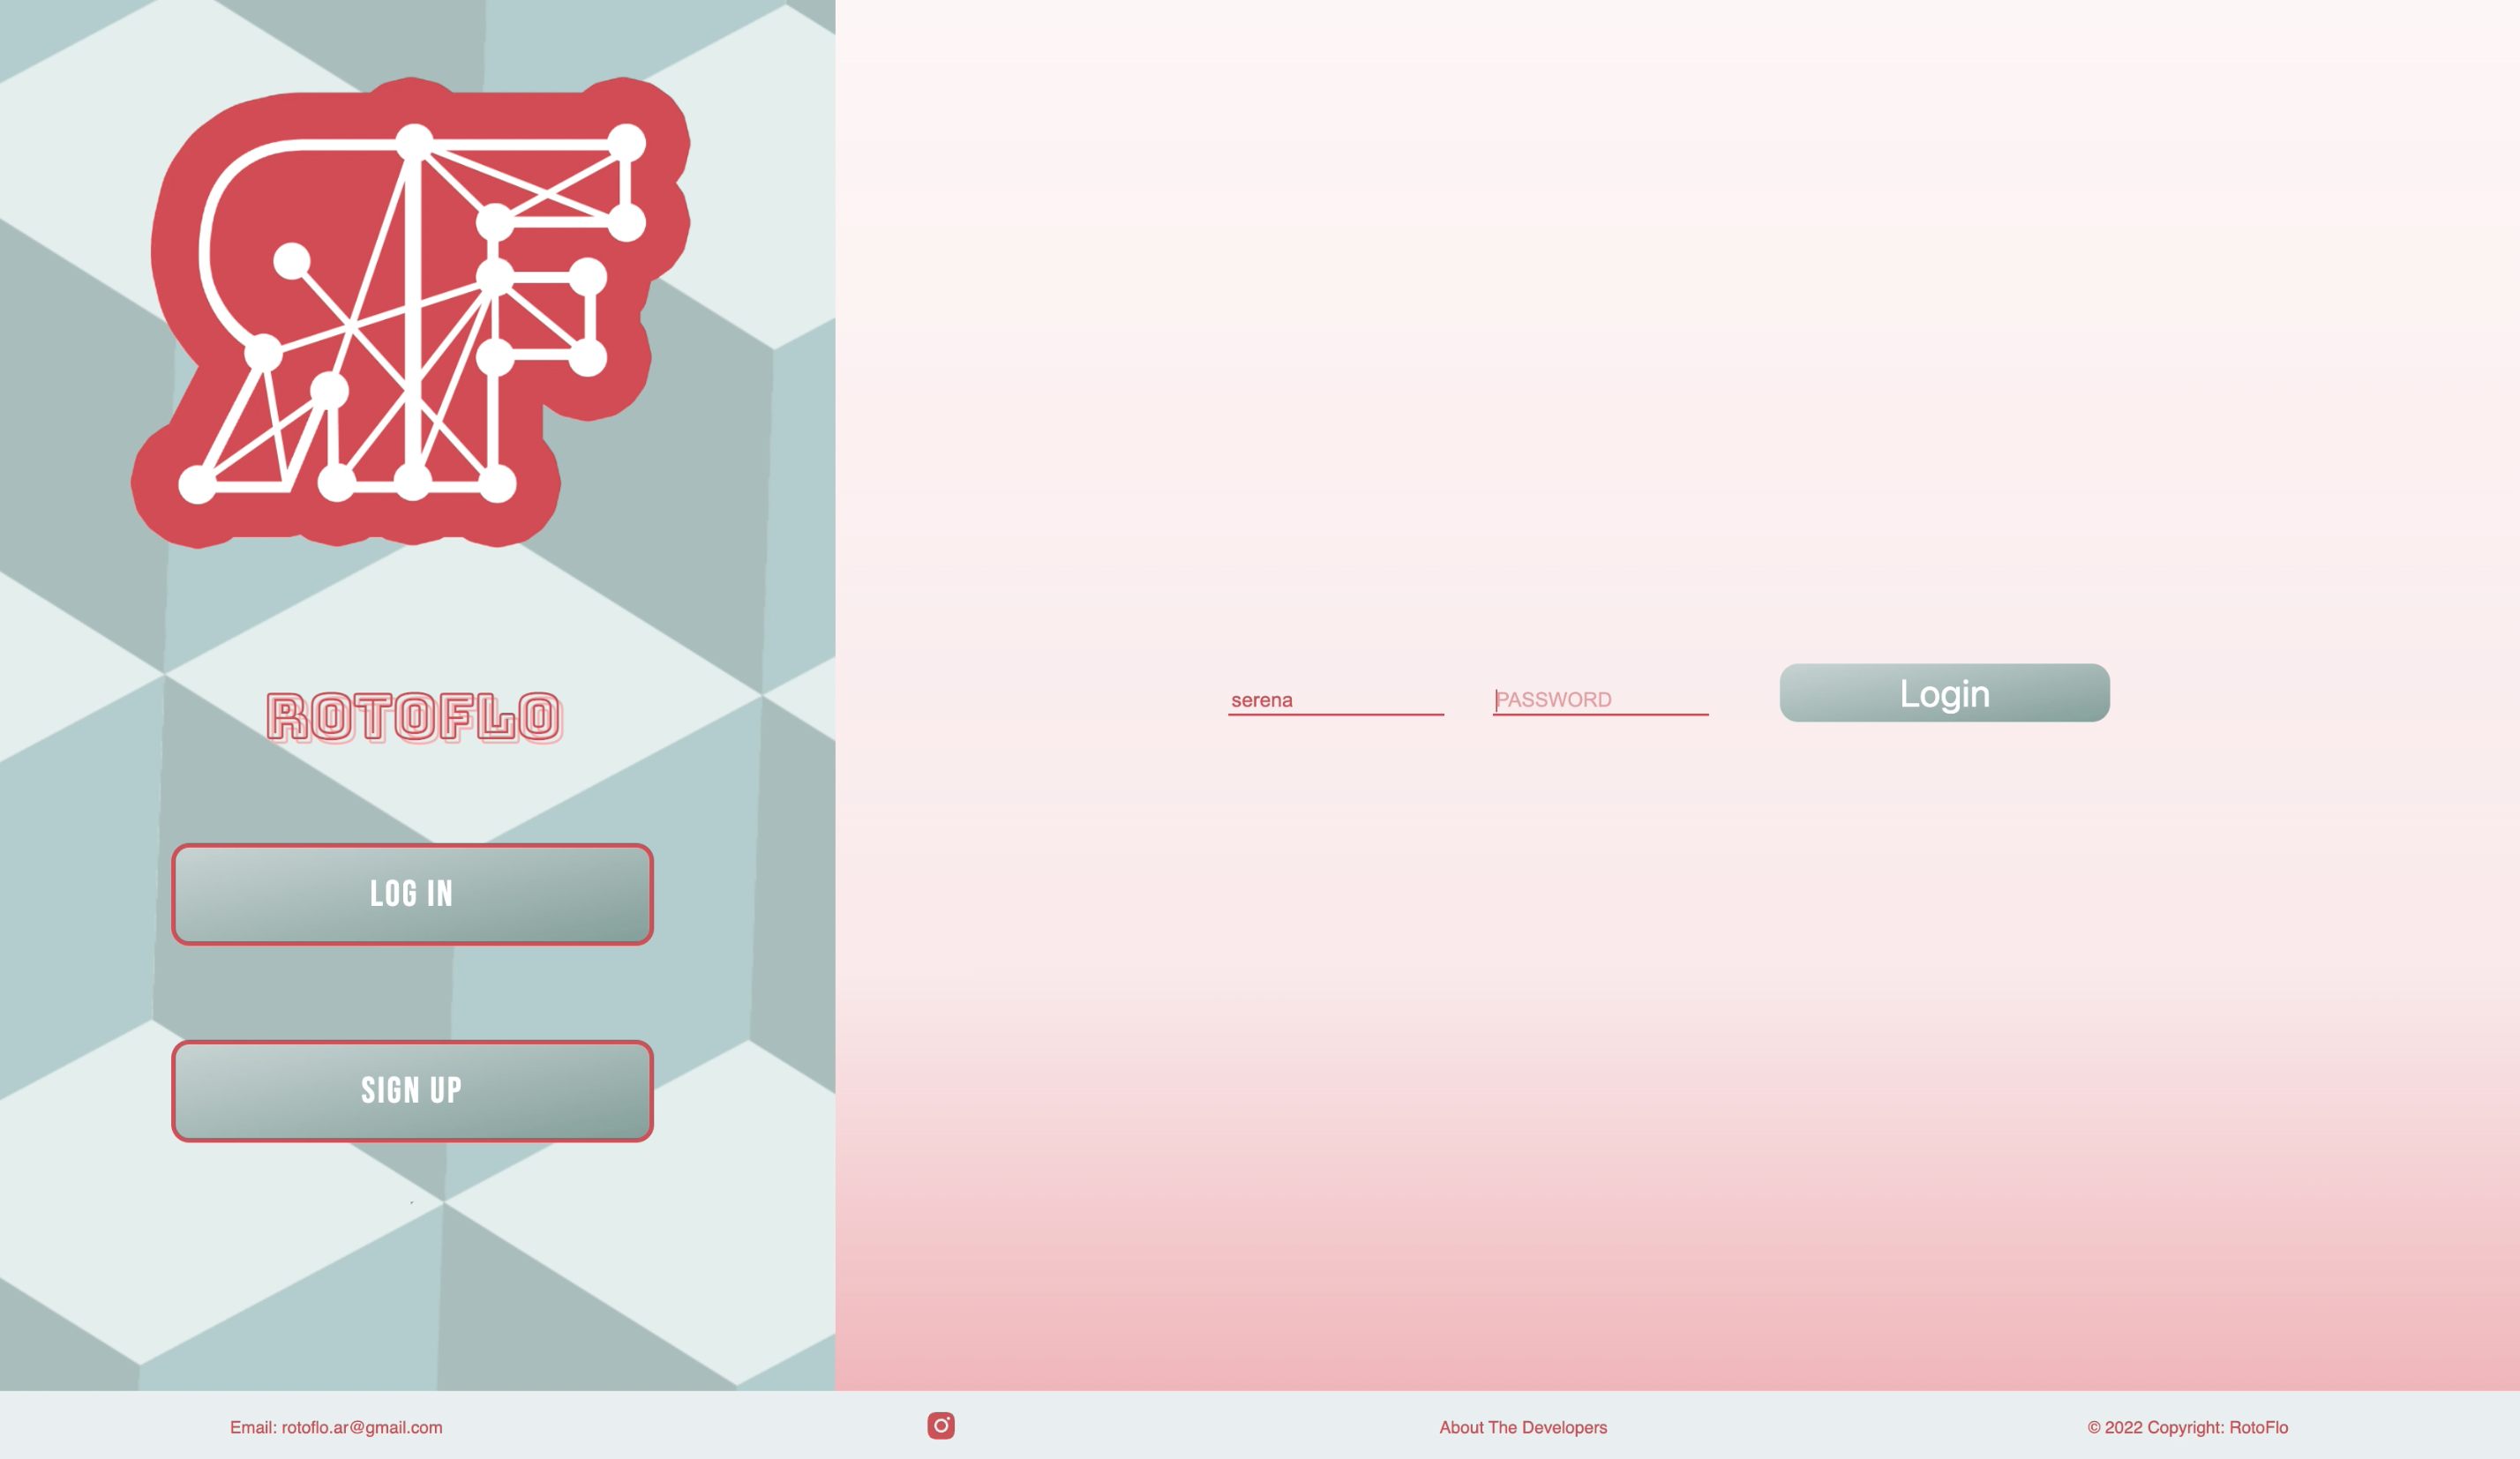 ROTOFLO
LOG IN
SIGN UP
serena
PASSWORD
Login
Email: rotoflo.ar@gmail.com
About The Developers
© 2022 Copyright: RotoFlo